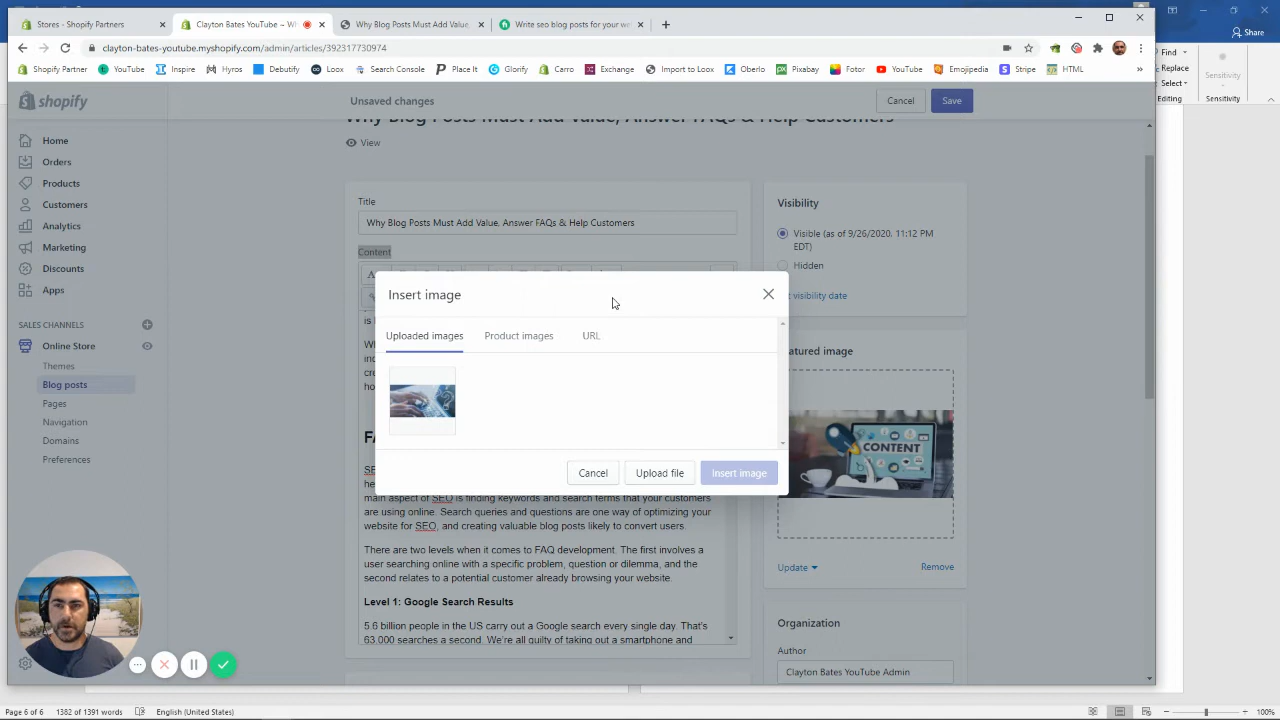 Stores - Shopify Partners
Clayton Bates YouTube ~ Wh
Why Blog Posts Must Add Value,
Write seo blog posts for your we
clayton-bates-youtube.myshopify.com/admin/articles/392317730974
Shopify Partner
YouTube
Inspire
Hyros
Debutify
Loox
Search Console
Place It
Glorify
Carro
Exchange
Import to Loox
Oberlo
Pixabay
Fotor
YouTube
Emojipedia
Stripe
HTML
Share
Find
Replace
Select
Editing
Sensitivity
Sensitivity
shopify
Unsaved changes
Cancel
Save
Why Blog Posts Must Add Value, Answer FAQs & Help Customers
View
Home
Orders
Products
Customers
Analytics
Marketing
Discounts
Apps
SALES CHANNELS
Online Store
Themes
Blog posts
Pages
Navigation
Domains
Preferences
Title
Why Blog Posts Must Add Value, Answer FAQs & Help Customers
Content
Visibility
Visible (as of 9/26/2020, 11:12 PM
EDT)
Hidden
visibility date
Insert image
Uploaded images
Product images
URL
Cancel
Upload file
Insert image
main aspect of SEO is finding keywords and search terms that your customers
are using online. Search queries and questions are one way of optimizing your
website for SEO, and creating valuable blog posts likely to convert users.
There are two levels when it comes to FAQ development. The first involves a
user searching online with a specific problem, question or dilemma, and the
second relates to a potential customer already browsing your website.
Level 1: Google Search Results
5.6 billion people in the US carry out a Google search every single day. That's
63,000 searches a second. We're all guilty of taking out a smartphone and
atured image
CONTENT
Update
Remove
Organization
Author
Clayton Bates YouTube Admin
Page 6 of 6
1382 of 1391 words
English (United States)
100%